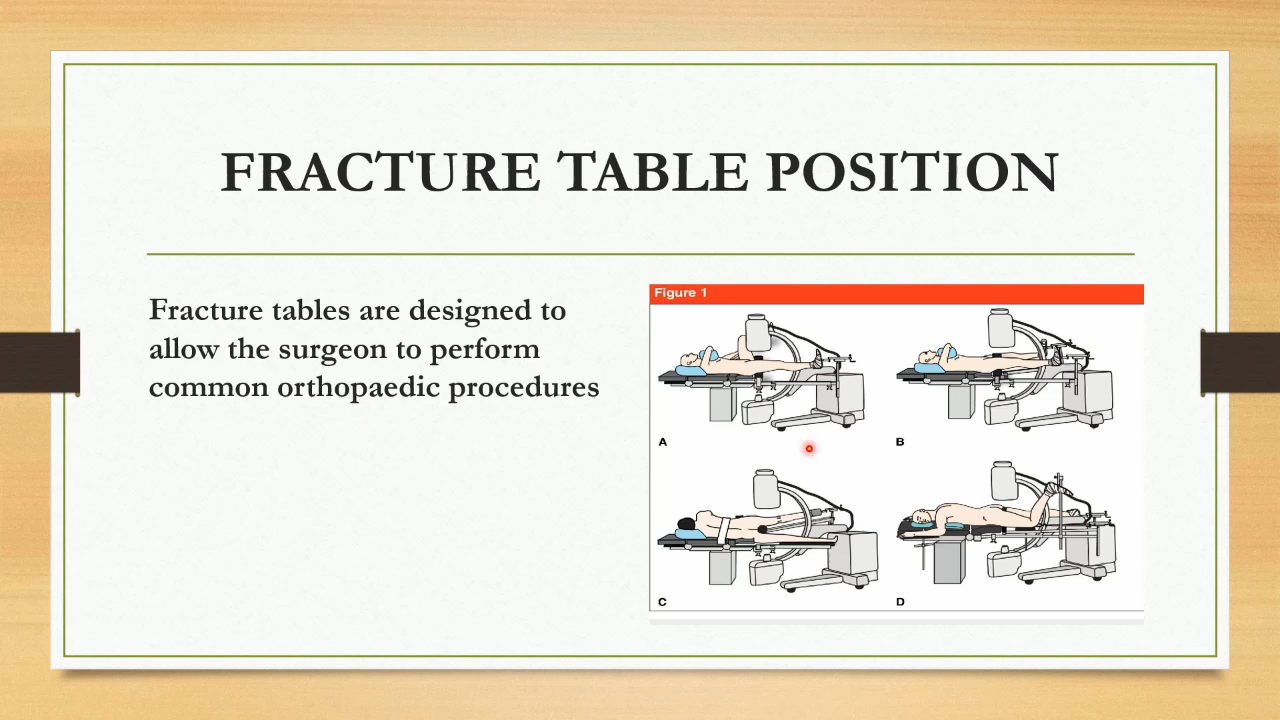 FRACTURE TABLE POSITION
Fracture tables are designed to
allow the surgeon to perform
common orthopaedic procedures
Figure 1
A
B
C
D